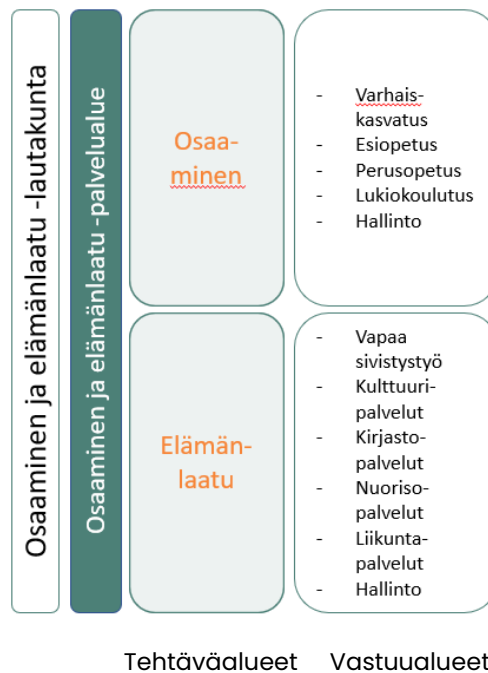 Osaaminen ja elämänlaatu -lautakunta
Osaaminen ja elämänlaatu -palvelualue
Osaa-
minen
- Varhais-
kasvatus
- Esiopetus
- Perusopetus
- Lukiokoulutus
- Hallinto
Elämän-
laatu
- Vapaa
sivistystyö
- Kulttuuri-
palvelut
- Kirjasto-
palvelut
- Nuoriso-
palvelut
- Liikunta-
palvelut
- Hallinto
Tehtäväalueet Vastuualueet